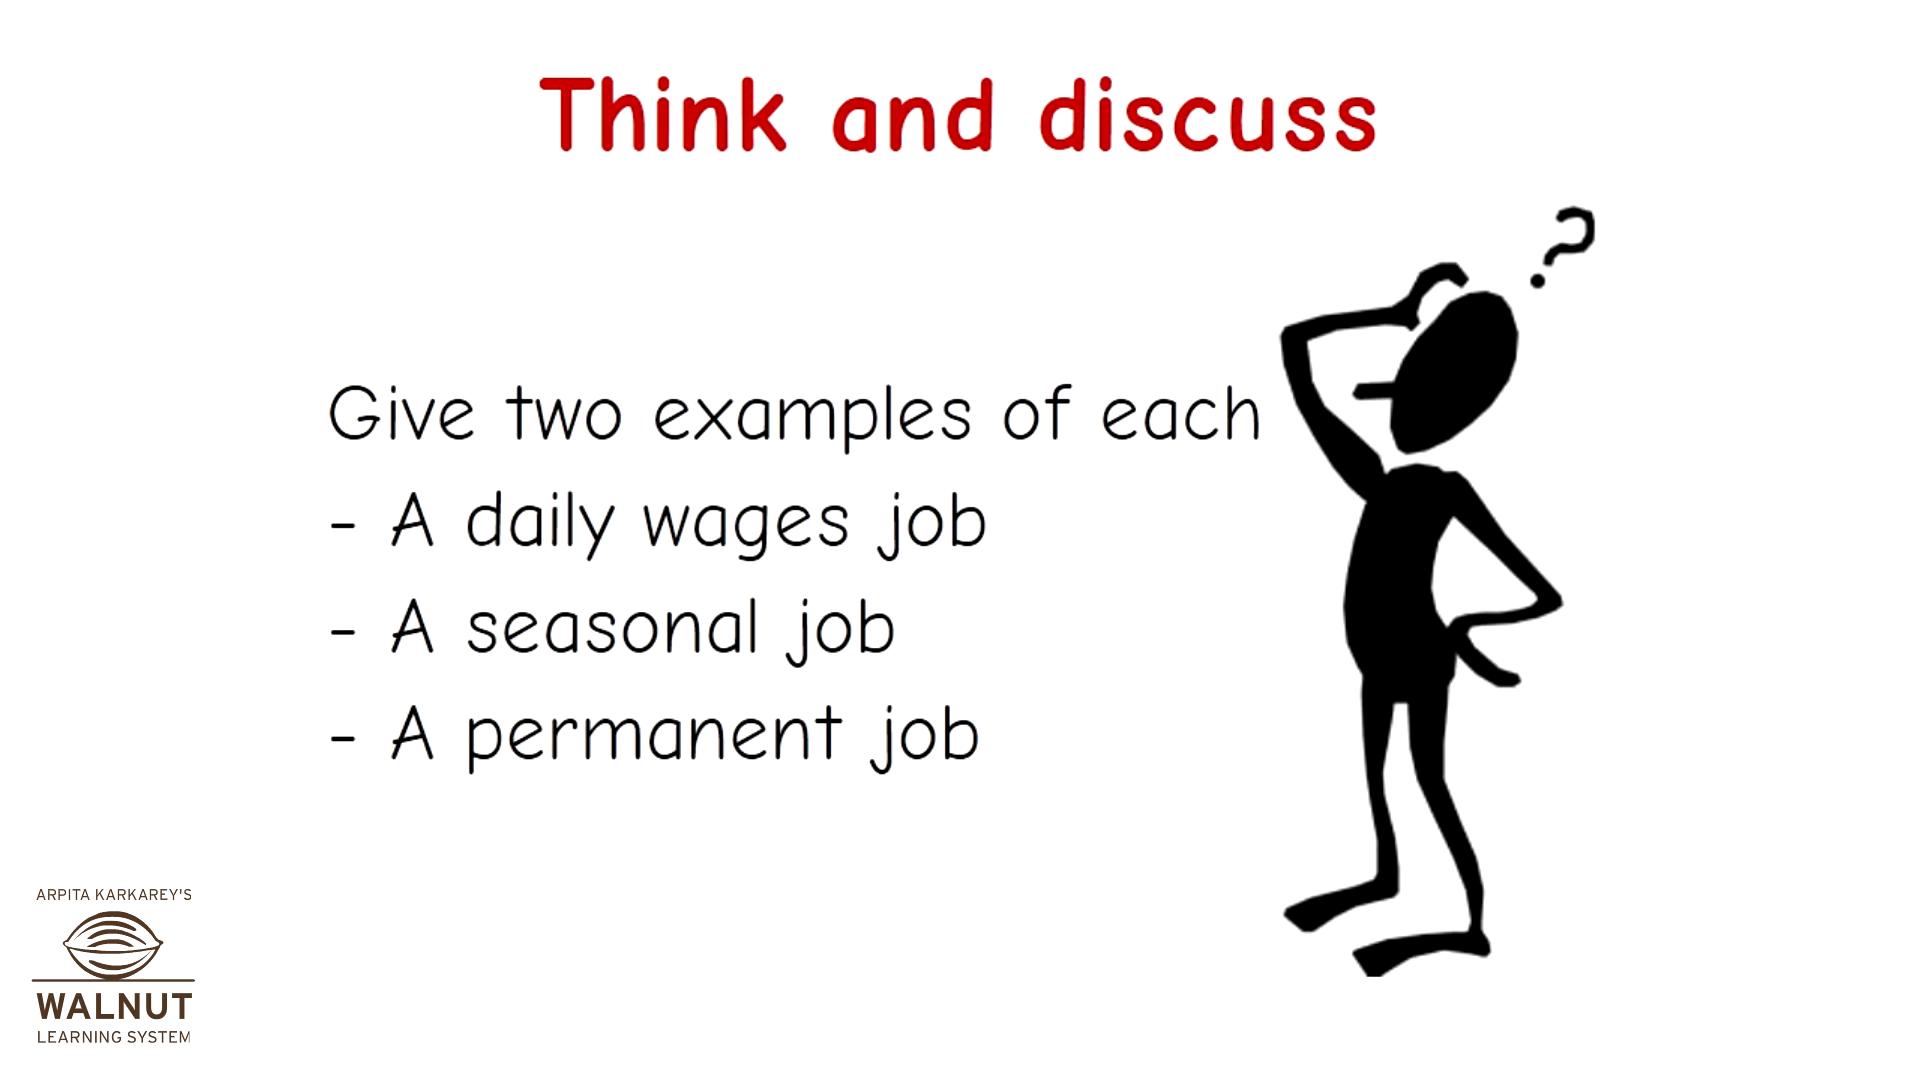 Think and discuss
?
Give two examples of each
- A daily wages job
- A seasonal job
- A permanent job
ARPITA KARKAREY'S
WALNUT
LEARNING SYSTEM